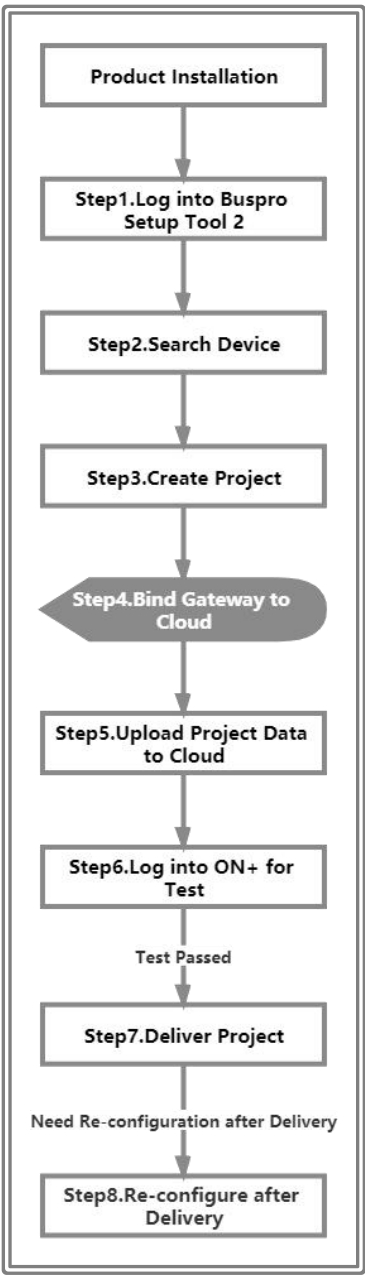 Product Installation
Step1.Log into Buspro
Setup Tool 2
Step2.Search Device
Step3.Create Project
Step4.Bind Gateway to
Cloud
Step5.Upload Project Data
to Cloud
Step6.Log into ON+ for
Test
Test Passed
Step7.Deliver Project
Need Re-configuration after Delivery
Step8.Re-configure after
Delivery